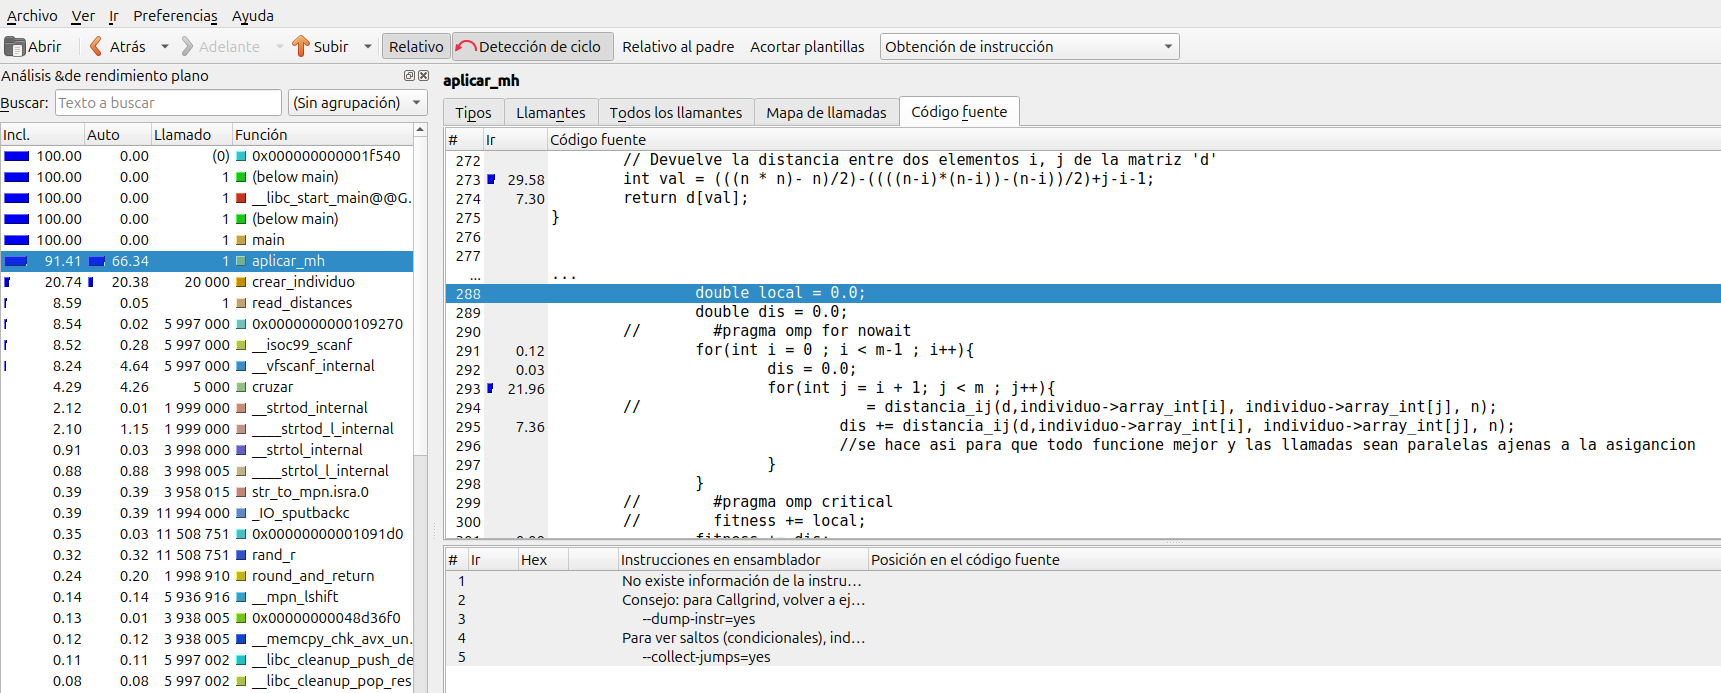 Archivo Ver Ir Preferencias Ayuda
Abrir Atrás Adelante Subir Relativo Detección de ciclo Relativo al padre Acortar plantillas Obtención de instrucción
Análisis &de rendimiento plano
Buscar: Texto a buscar (Sin agrupación)
Incl. Auto Llamado Función
100.00 0.00 (0) 0x000000000001f540
100.00 0.00 1 (below main)
100.00 0.00 1 __libc_start_main@@G.
100.00 0.00 1 (below main)
100.00 0.00 1 main
91.41 66.34 1 aplicar_mh
20.74 20.38 20 000 crear_individuo
8.59 0.05 1 read_distances
8.54 0.02 5 997 000 0x0000000000109270
8.52 0.28 5 997 000 __isoc99_scanf
8.24 4.64 5 997 000 __vfscanf_internal
4.29 4.26 5 000 cruzar
2.12 0.01 1 999 000 __strtod_internal
2.10 1.15 1 999 000 ____strtod_l_internal
0.91 0.03 3 998 000 __strtol_internal
0.88 0.88 3 998 005 ____strtol_l_internal
0.39 0.39 3 958 015 str_to_mpn.isra.0
0.39 0.39 11 994 000 _IO_sputbackc
0.35 0.03 11 508 751 0x00000000001091d0
0.32 0.32 11 508 751 rand_r
0.24 0.20 1 998 910 round_and_return
0.14 0.14 5 936 916 __mpn_lshift
0.13 0.01 3 938 005 0x00000000048d36f0
0.12 0.12 3 938 005 __memcpy_chk_avx_un.
0.11 0.11 5 997 002 __libc_cleanup_push_de
0.08 0.08 5 997 002 __libc_cleanup_pop_res
aplicar_mh
Tipos Llamantes Todos los llamantes Mapa de llamadas Código fuente
# Ir Código fuente
272 // Devuelve la distancia entre dos elementos i, j de la matriz 'd'
273 29.58 int val = (((n * n)- n)/2)-((((n-i)*(n-i))-(n-i))/2)+j-i-1;
274 7.30 return d[val];
275 }
276
277
... ...
288 double local = 0.0;
289 double dis = 0.0;
290 // #pragma omp for nowait
291 0.12 for(int i = 0 ; i < m-1 ; i++){
292 0.03 dis = 0.0;
293 21.96 for(int j = i + 1; j < m ; j++){
294 // = distancia_ij(d,individuo->array_int[i], individuo->array_int[j], n);
295 7.36 dis += distancia_ij(d,individuo->array_int[i], individuo->array_int[j], n);
296 //se hace asi para que todo funcione mejor y las llamadas sean paralelas ajenas a la asigancion
297 }
298 }
299 // #pragma omp critical
300 // fitness += local;
fitness += dis;
# Ir Hex Instrucciones en ensamblador Posición en el código fuente
1 No existe información de la instru...
2 Consejo: para Callgrind, volver a ej...
3 --dump-instr=yes
4 Para ver saltos (condicionales), ind...
5 --collect-jumps=yes